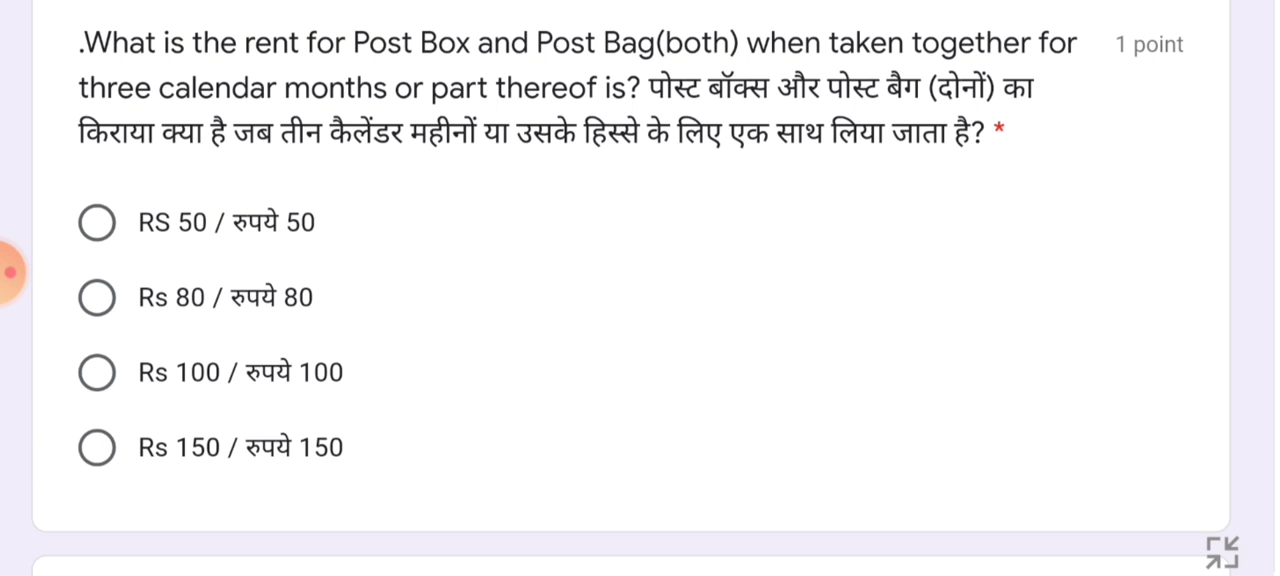 .What is the rent for Post Box and Post Bag(both) when taken together for 1 point
three calendar months or part thereof is? पोस्ट बॉक्स और पोस्ट बैग (दोनों) का
किराया क्या है जब तीन कैलेंडर महीनों या उसके हिस्से के लिए एक साथ लिया जाता है? *
RS 50 / रुपये 50
Rs 80 / रुपये 80
Rs 100 / रुपये 100
Rs 150 / रुपये 150